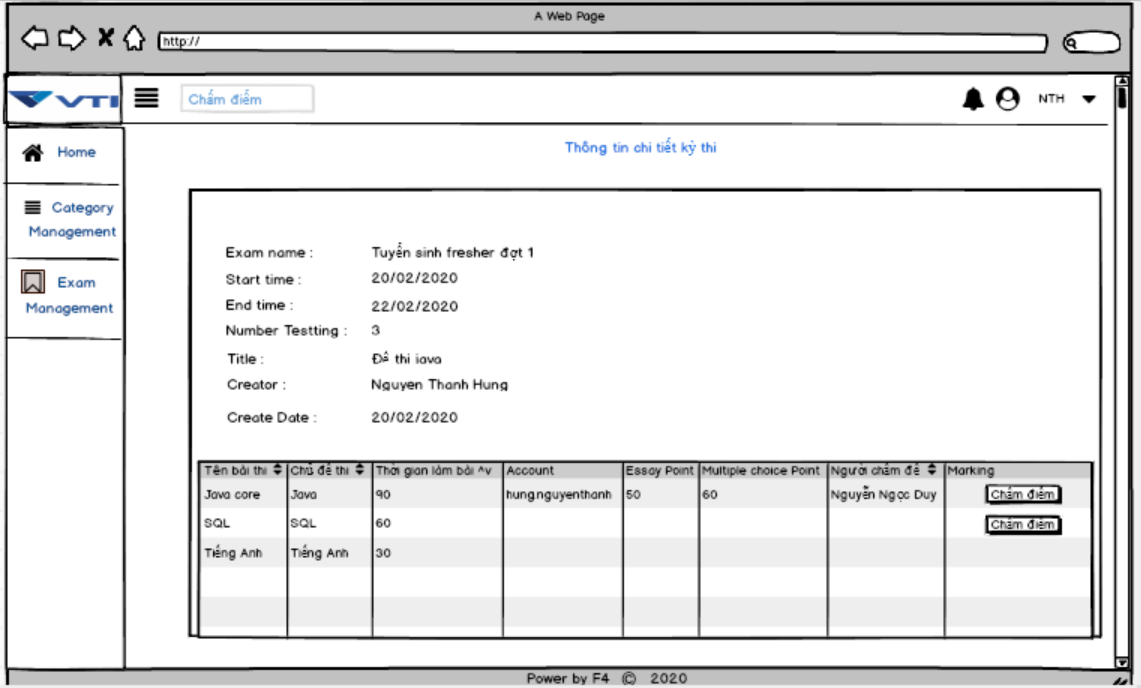 A Web Page
http://
VTI
Chấm điểm
NTH
Home
Thông tin chi tiết kỳ thi
Category
Management
Exam
Management
Exam name : Tuyển sinh fresher đợt 1
Start time : 20/02/2020
End time : 22/02/2020
Number Testting : 3
Title : Đề thi java
Creator : Nguyen Thanh Hung
Create Date : 20/02/2020
Tên bài thi Chủ đề thi Thời gian làm bài ^v Account Essay Point Multiple choice Point Người chấm đề Marking
Java core Java 90 hung.nguyenthanh 50 60 Nguyễn Ngọc Duy Chấm điểm
SQL SQL 60 Chấm điểm
Tiếng Anh Tiếng Anh 30
Power by F4 © 2020